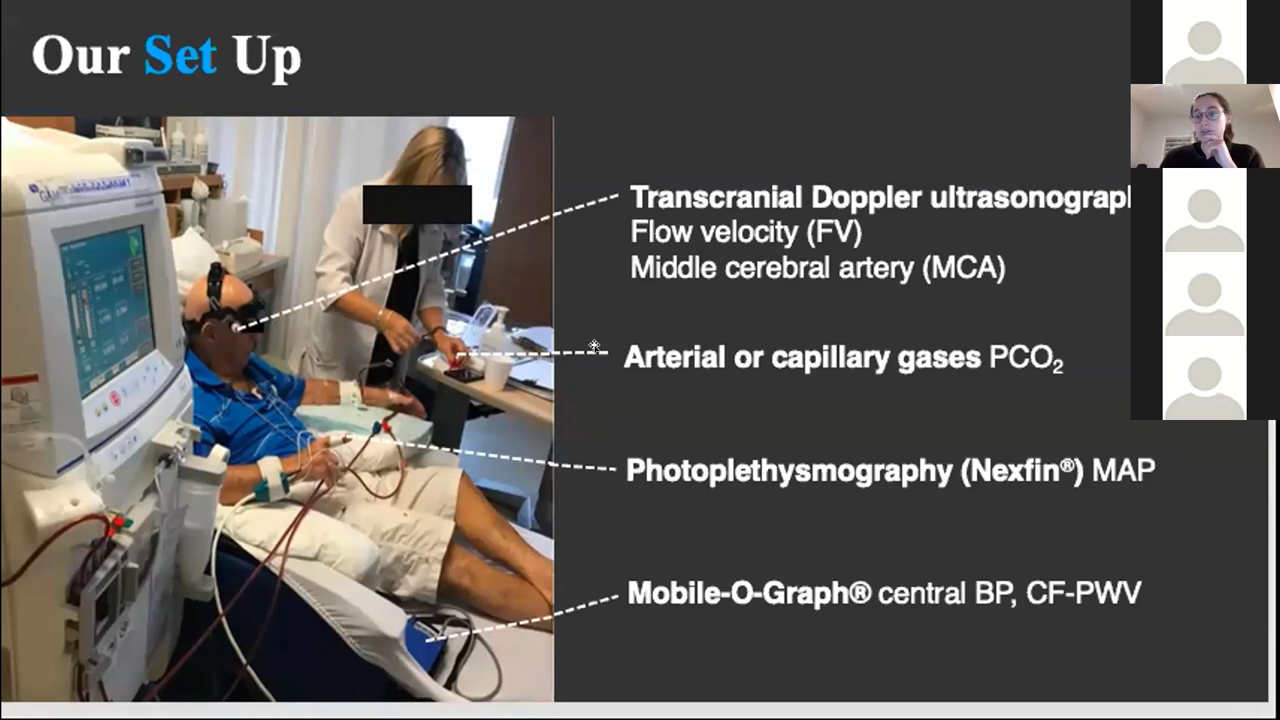 Our Set Up
Transcranial Doppler ultrasonograph
Flow velocity (FV)
Middle cerebral artery (MCA)
Arterial or capillary gases PCO₂
Photoplethysmography (Nexfin®) MAP
Mobile-O-Graph® central BP, CF-PWV